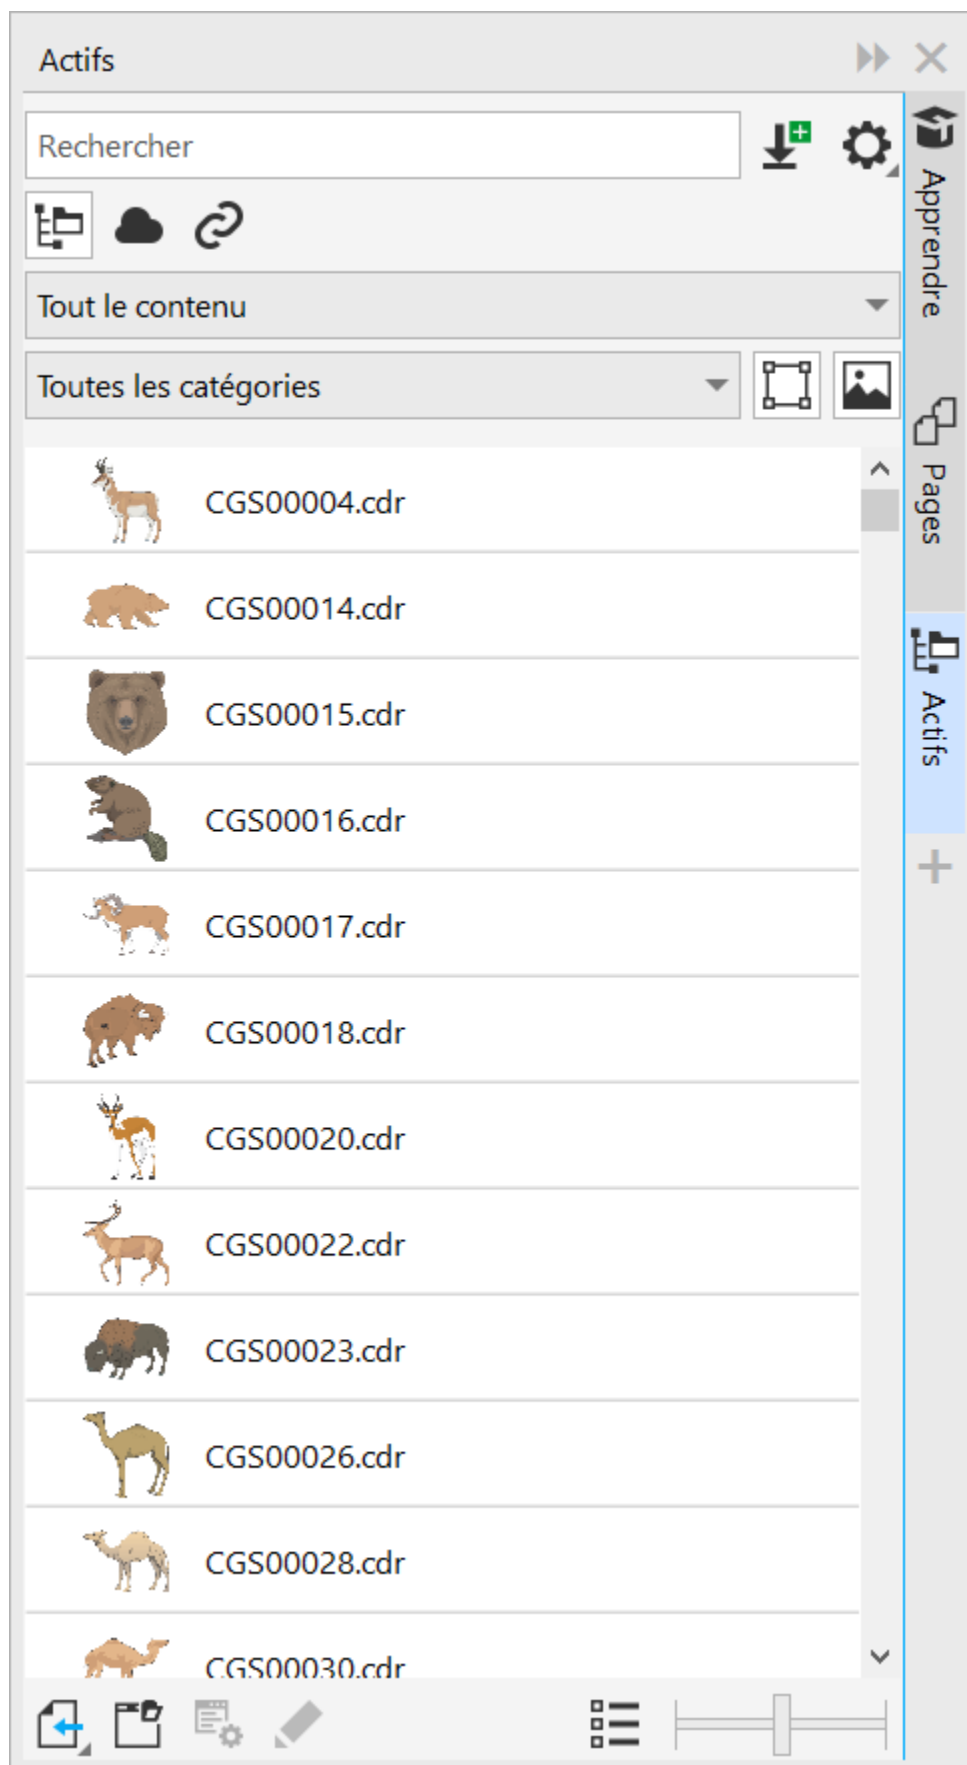 Actifs
Rechercher
Tout le contenu
Toutes les catégories
CGS00004.cdr
CGS00014.cdr
CGS00015.cdr
CGS00016.cdr
CGS00017.cdr
CGS00018.cdr
CGS00020.cdr
CGS00022.cdr
CGS00023.cdr
CGS00026.cdr
CGS00028.cdr
CGS00030.cdr
Apprendre
Pages
Actifs